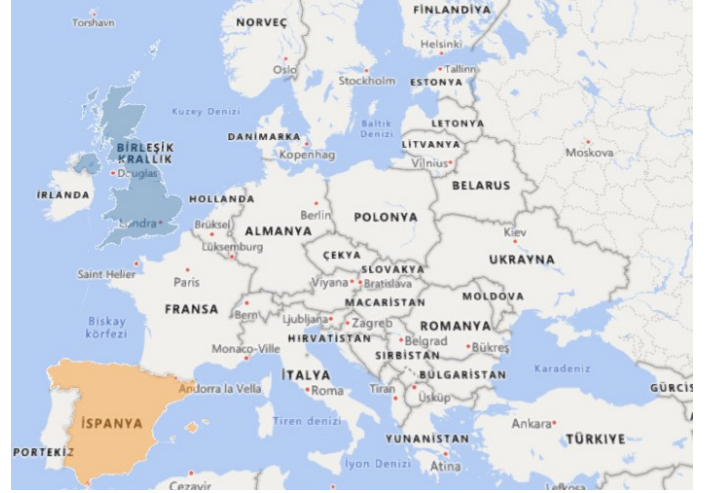 Torshavn
NORVEÇ
FİNLANDİYA
Helsinki
Oslo
Stockholm
Tallinn
ESTONYA
Kuzey Denizi
Baltık
Denizi
LETONYA
DANİMARKA
Kopenhag
LİTVANYA
Vilnius
Moskova
BİRLEŞİK
KRALLIK
Douglas
İRLANDA
BELARUS
HOLLANDA
Londra
Berlin
POLONYA
Brüksel
ALMANYA
Kiev
Lüksemburg
ÇEKYA
UKRAYNA
Saint Helier
Paris
SLOVAKYA
Viyana
Bratislava
MOLDOVA
MACARİSTAN
FRANSA
Bern
Ljubljana
Zagreb
ROMANYA
Biskay
körfezi
HIRVATİSTAN
Belgrad
Bükreş
Monaco-Ville
SIRBİSTAN
Karadeniz
İTALYA
BULGARİSTAN
Andorra la Vella
Roma
Tiran
Üsküp
GÜRCİS
İSPANYA
Tiren denizi
Ankara
TÜRKİYE
YUNANİSTAN
PORTEKİZ
İyon Denizi
Atina
Cezayir
Lefkoşa